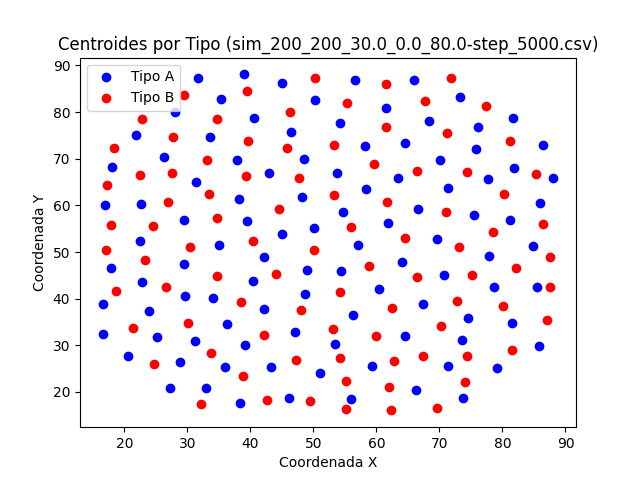 Centroides por Tipo (sim_200_200_30.0_0.0_80.0-step_5000.csv)
Tipo A
Tipo B
90
80
70
60
50
40
30
20
Coordenada Y
20 30 40 50 60 70 80 90
Coordenada X